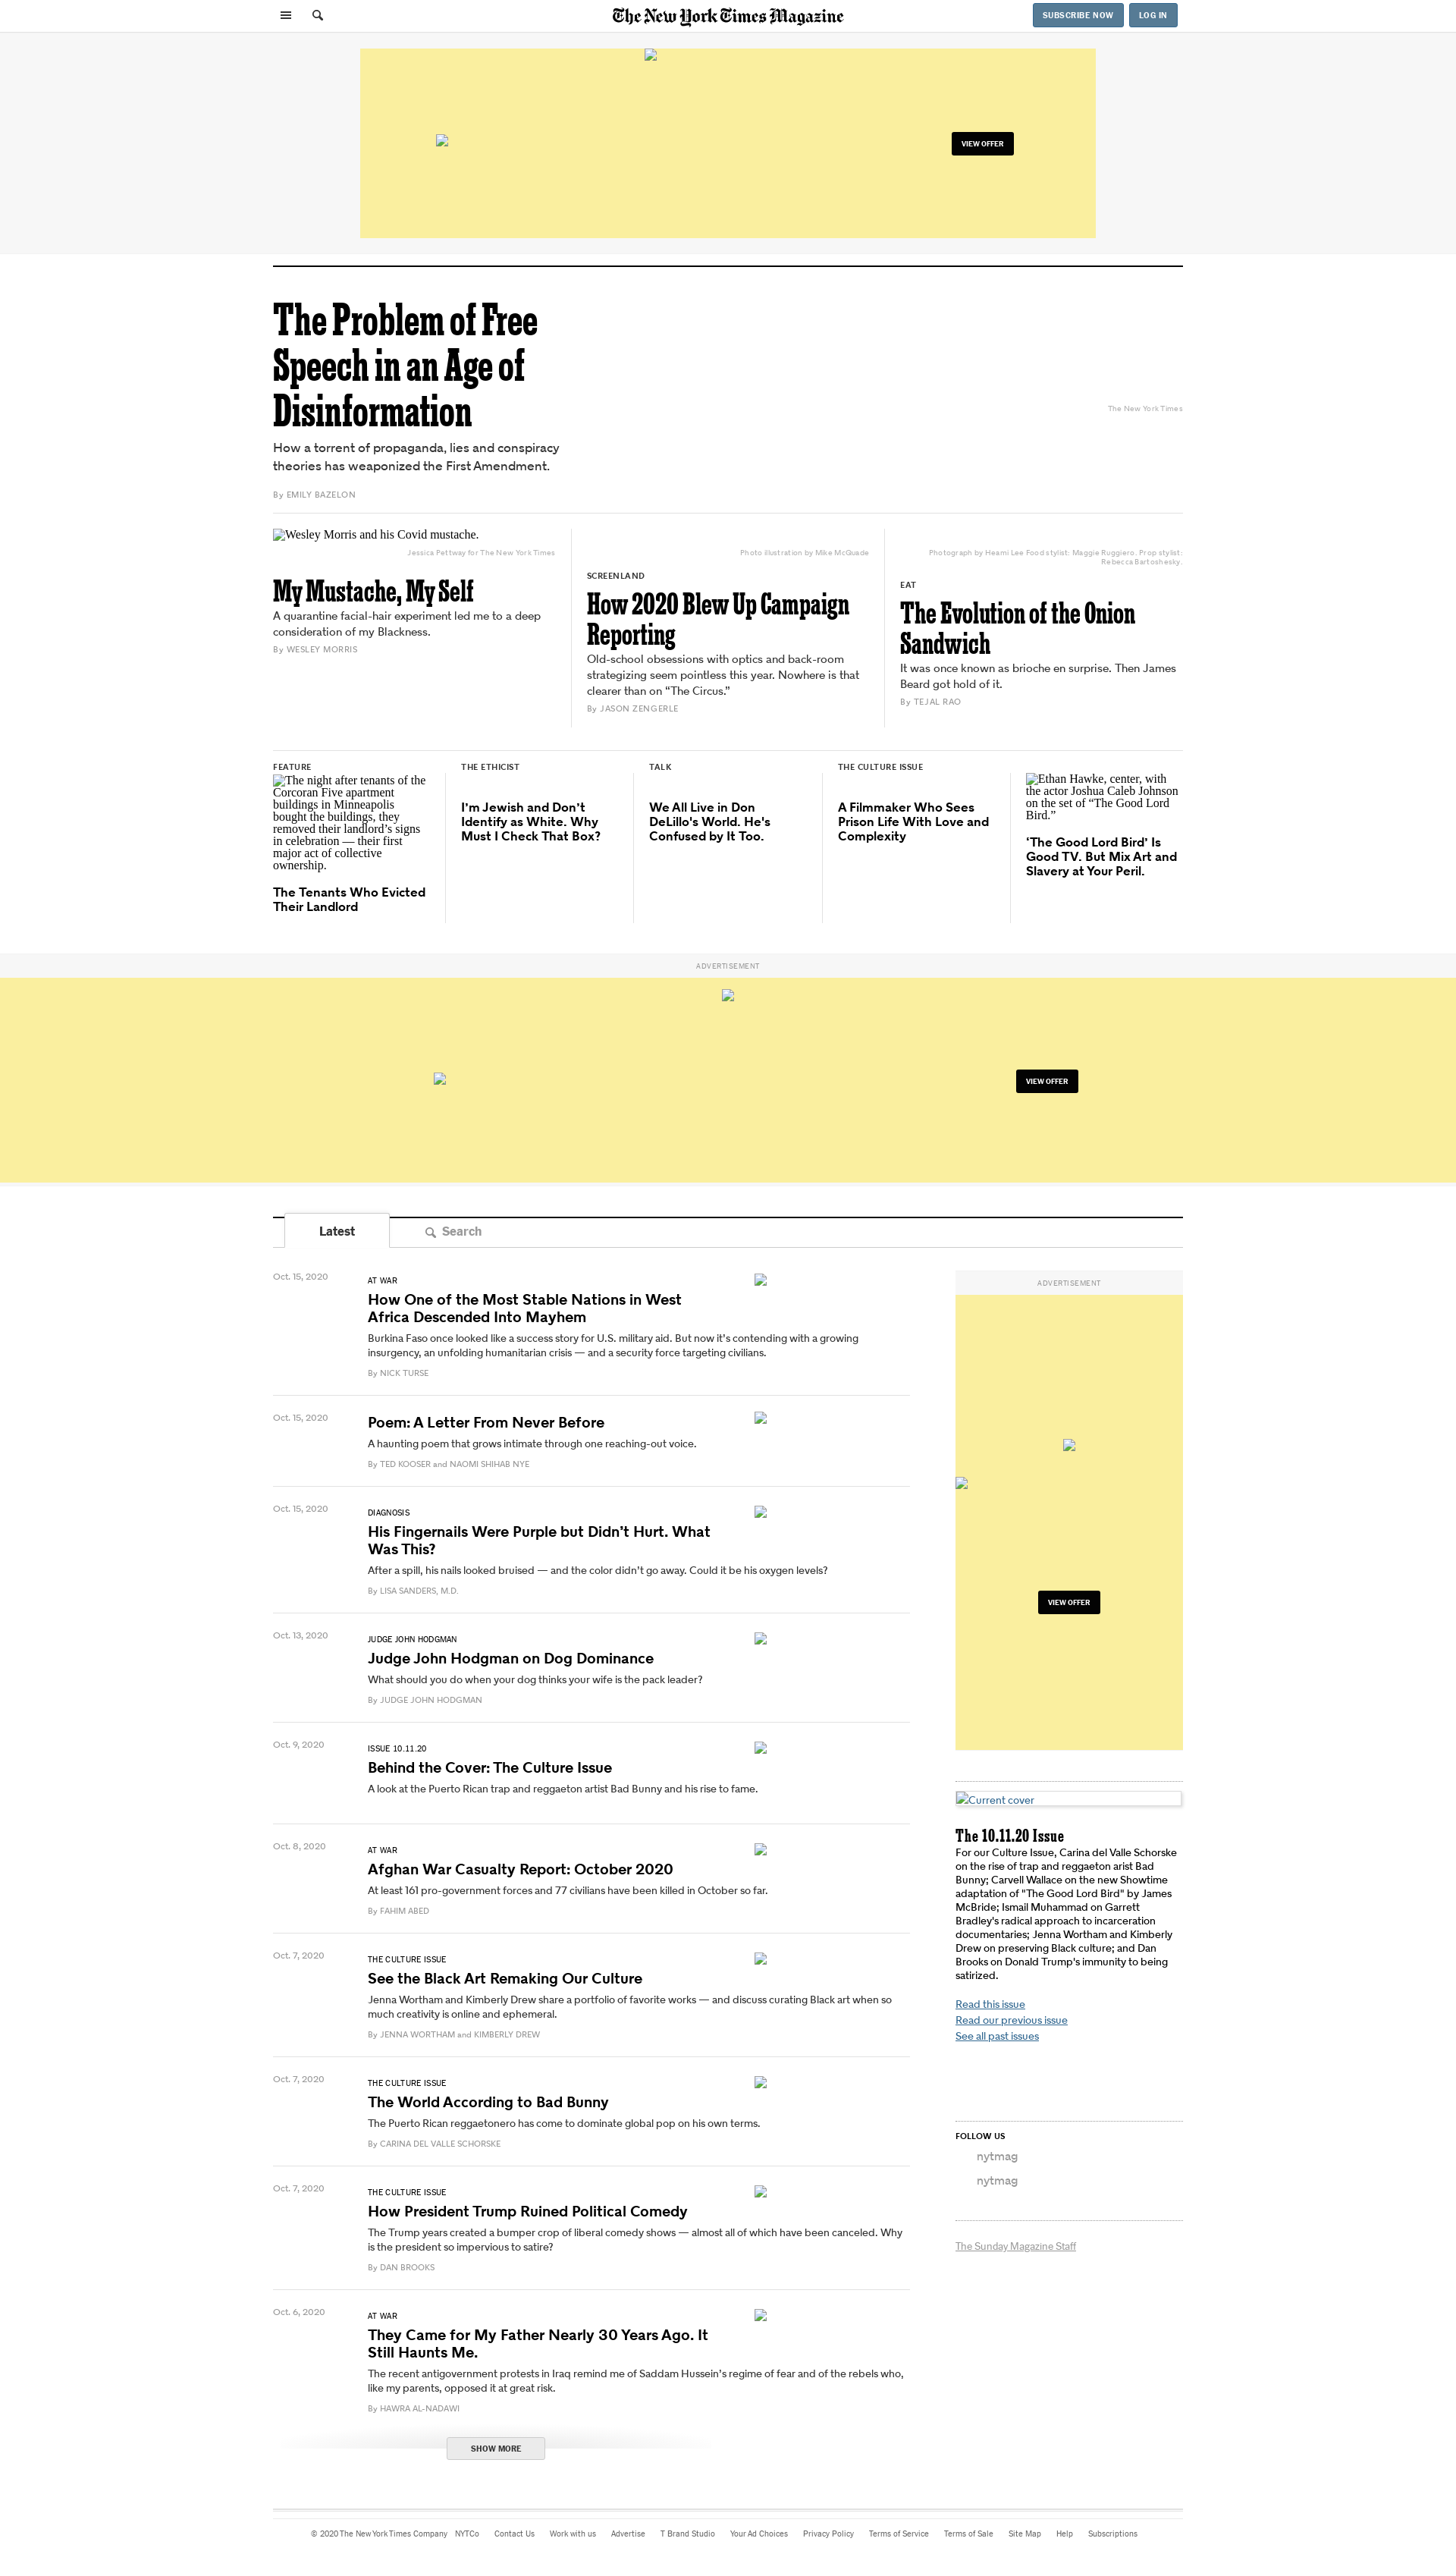 The New York Times Magazine
SUBSCRIBE NOW
LOG IN
VIEW OFFER
The Problem of Free
Speech in an Age of
Disinformation
How a torrent of propaganda, lies and conspiracy
theories has weaponized the First Amendment.
By EMILY BAZELON
The New York Times
Wesley Morris and his Covid mustache.
Jessica Pettway for The New York Times
My Mustache, My Self
A quarantine facial-hair experiment led me to a deep
consideration of my Blackness.
By WESLEY MORRIS
Photo illustration by Mike McQuade
SCREENLAND
How 2020 Blew Up Campaign
Reporting
Old-school obsessions with optics and back-room
strategizing seem pointless this year. Nowhere is that
clearer than on “The Circus.”
By JASON ZENGERLE
Photograph by Heami Lee Food stylist: Maggie Ruggiero. Prop stylist:
Rebecca Bartoshesky.
EAT
The Evolution of the Onion
Sandwich
It was once known as brioche en surprise. Then James
Beard got hold of it.
By TEJAL RAO
FEATURE
The night after tenants of the
Corcoran Five apartment
buildings in Minneapolis
bought the buildings, they
removed their landlord’s signs
in celebration — their first
major act of collective
ownership.
The Tenants Who Evicted
Their Landlord
THE ETHICIST
I’m Jewish and Don’t
Identify as White. Why
Must I Check That Box?
TALK
We All Live in Don
DeLillo's World. He's
Confused by It Too.
THE CULTURE ISSUE
A Filmmaker Who Sees
Prison Life With Love and
Complexity
Ethan Hawke, center, with
the actor Joshua Caleb Johnson
on the set of “The Good Lord
Bird.”
‘The Good Lord Bird’ Is
Good TV. But Mix Art and
Slavery at Your Peril.
ADVERTISEMENT
VIEW OFFER
Latest
Search
Oct. 15, 2020
AT WAR
How One of the Most Stable Nations in West
Africa Descended Into Mayhem
Burkina Faso once looked like a success story for U.S. military aid. But now it’s contending with a growing
insurgency, an unfolding humanitarian crisis — and a security force targeting civilians.
By NICK TURSE
Oct. 15, 2020
Poem: A Letter From Never Before
A haunting poem that grows intimate through one reaching-out voice.
By TED KOOSER and NAOMI SHIHAB NYE
Oct. 15, 2020
DIAGNOSIS
His Fingernails Were Purple but Didn’t Hurt. What
Was This?
After a spill, his nails looked bruised — and the color didn’t go away. Could it be his oxygen levels?
By LISA SANDERS, M.D.
Oct. 13, 2020
JUDGE JOHN HODGMAN
Judge John Hodgman on Dog Dominance
What should you do when your dog thinks your wife is the pack leader?
By JUDGE JOHN HODGMAN
Oct. 9, 2020
ISSUE 10.11.20
Behind the Cover: The Culture Issue
A look at the Puerto Rican trap and reggaeton artist Bad Bunny and his rise to fame.
Oct. 8, 2020
AT WAR
Afghan War Casualty Report: October 2020
At least 161 pro-government forces and 77 civilians have been killed in October so far.
By FAHIM ABED
Oct. 7, 2020
THE CULTURE ISSUE
See the Black Art Remaking Our Culture
Jenna Wortham and Kimberly Drew share a portfolio of favorite works — and discuss curating Black art when so
much creativity is online and ephemeral.
By JENNA WORTHAM and KIMBERLY DREW
Oct. 7, 2020
THE CULTURE ISSUE
The World According to Bad Bunny
The Puerto Rican reggaetonero has come to dominate global pop on his own terms.
By CARINA DEL VALLE SCHORSKE
Oct. 7, 2020
THE CULTURE ISSUE
How President Trump Ruined Political Comedy
The Trump years created a bumper crop of liberal comedy shows — almost all of which have been canceled. Why
is the president so impervious to satire?
By DAN BROOKS
Oct. 6, 2020
AT WAR
They Came for My Father Nearly 30 Years Ago. It
Still Haunts Me.
The recent antigovernment protests in Iraq remind me of Saddam Hussein’s regime of fear and of the rebels who,
like my parents, opposed it at great risk.
By HAWRA AL-NADAWI
SHOW MORE
ADVERTISEMENT
VIEW OFFER
Current cover
The 10.11.20 Issue
For our Culture Issue, Carina del Valle Schorske
on the rise of trap and reggaeton arist Bad
Bunny; Carvell Wallace on the new Showtime
adaptation of "The Good Lord Bird" by James
McBride; Ismail Muhammad on Garrett
Bradley's radical approach to incarceration
documentaries; Jenna Wortham and Kimberly
Drew on preserving Black culture; and Dan
Brooks on Donald Trump's immunity to being
satirized.
Read this issue
Read our previous issue
See all past issues
FOLLOW US
nytmag
nytmag
The Sunday Magazine Staff
© 2020 The New York Times Company NYTCo Contact Us Work with us Advertise T Brand Studio Your Ad Choices Privacy Policy Terms of Service Terms of Sale Site Map Help Subscriptions